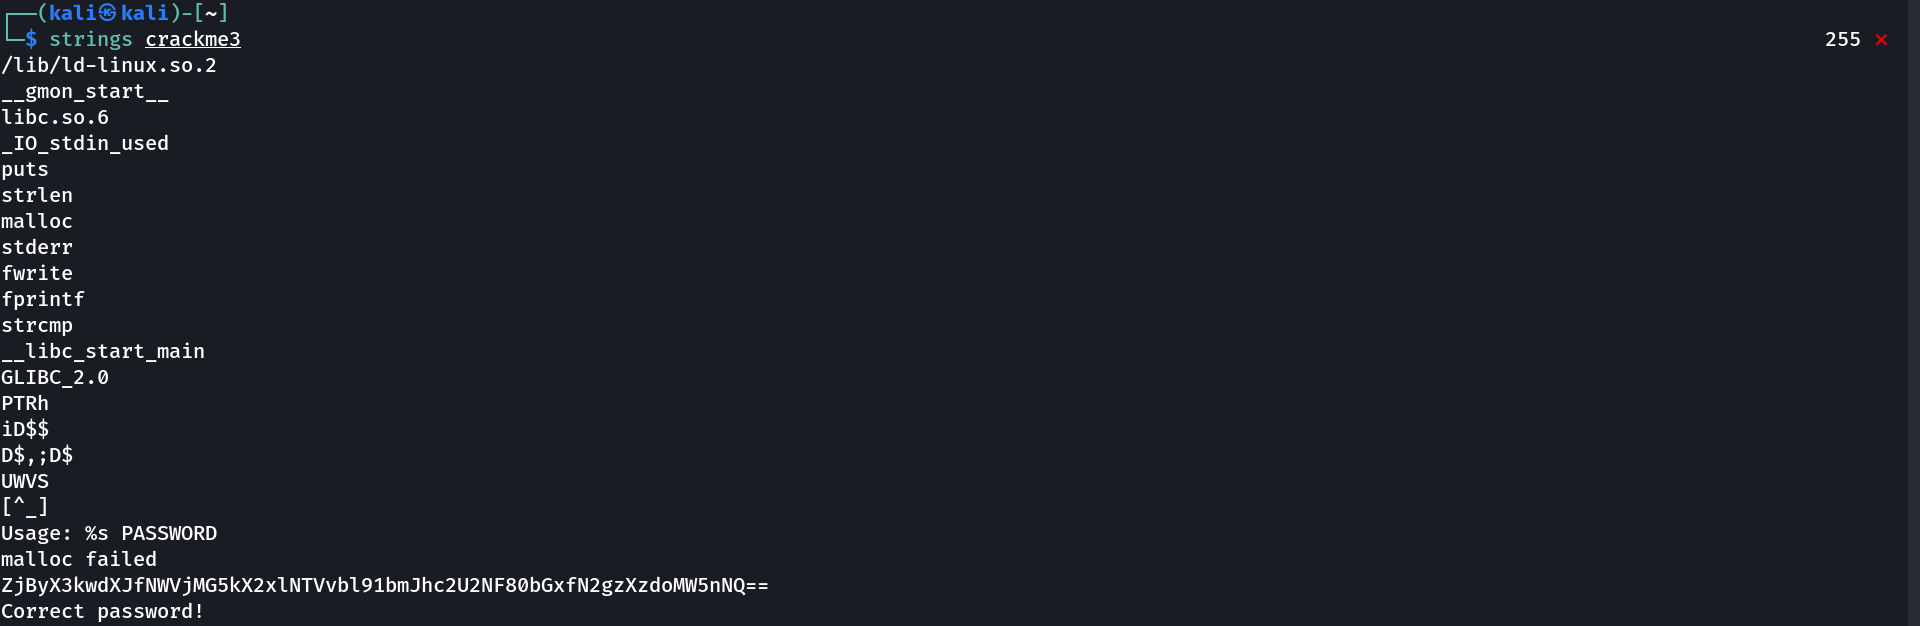 ┌──(kali㉿kali)-[~]
└─$ strings crackme3 255 ⨯
/lib/ld-linux.so.2
__gmon_start__
libc.so.6
_IO_stdin_used
puts
strlen
malloc
stderr
fwrite
fprintf
strcmp
__libc_start_main
GLIBC_2.0
PTRh
iD$$
D$,;D$
UWVS
[^_]
Usage: %s PASSWORD
malloc failed
ZjByX3kwdXJfNWVjMG5kX2xlNTVvbl91bmJhc2U2NF80bGxfN2gzXzdoMW5nNQ==
Correct password!